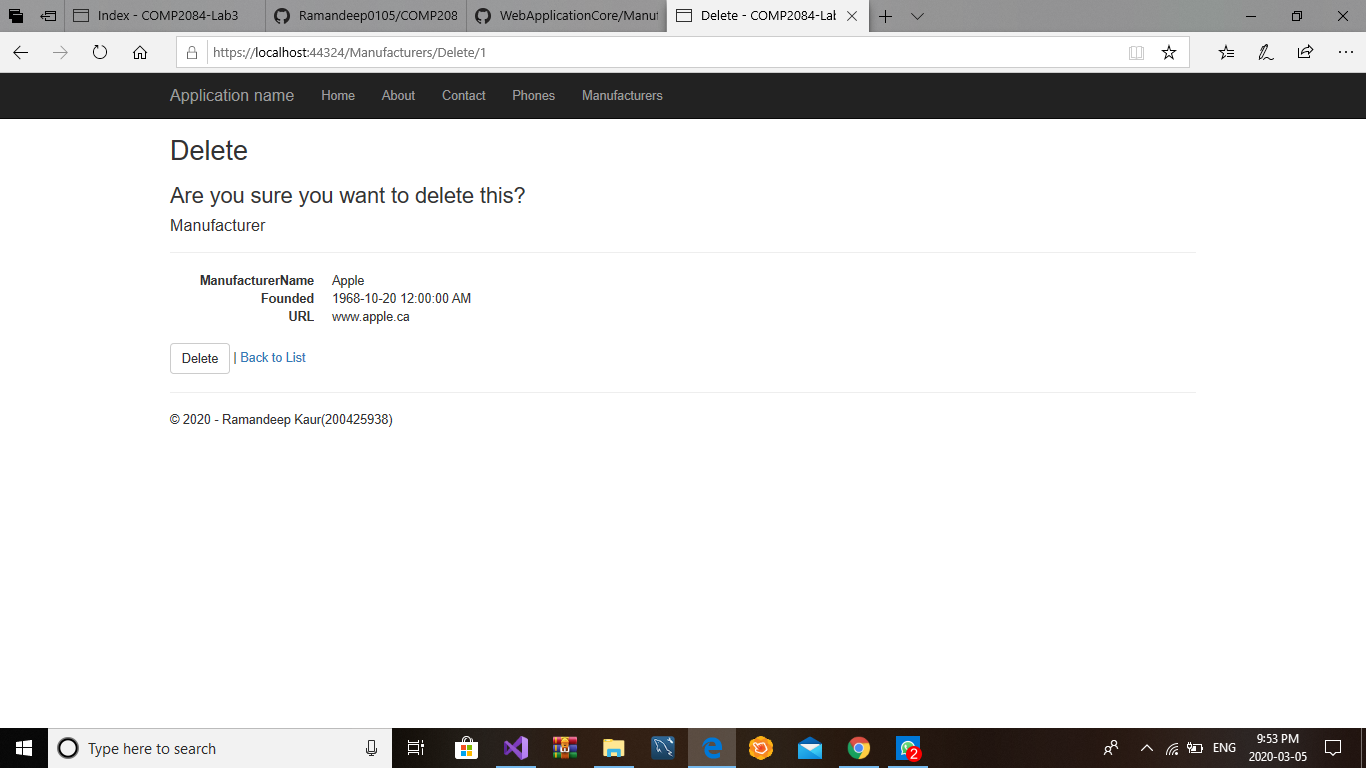 Index - COMP2084-Lab3
Ramandeep0105/COMP208
WebApplicationCore/Manuf
Delete - COMP2084-Lab
https://localhost:44324/Manufacturers/Delete/1
Application name Home About Contact Phones Manufacturers
Delete
Are you sure you want to delete this?
Manufacturer
ManufacturerName Apple
Founded 1968-10-20 12:00:00 AM
URL www.apple.ca
Delete | Back to List
© 2020 - Ramandeep Kaur(200425938)
Type here to search
2
ENG
9:53 PM
2020-03-05